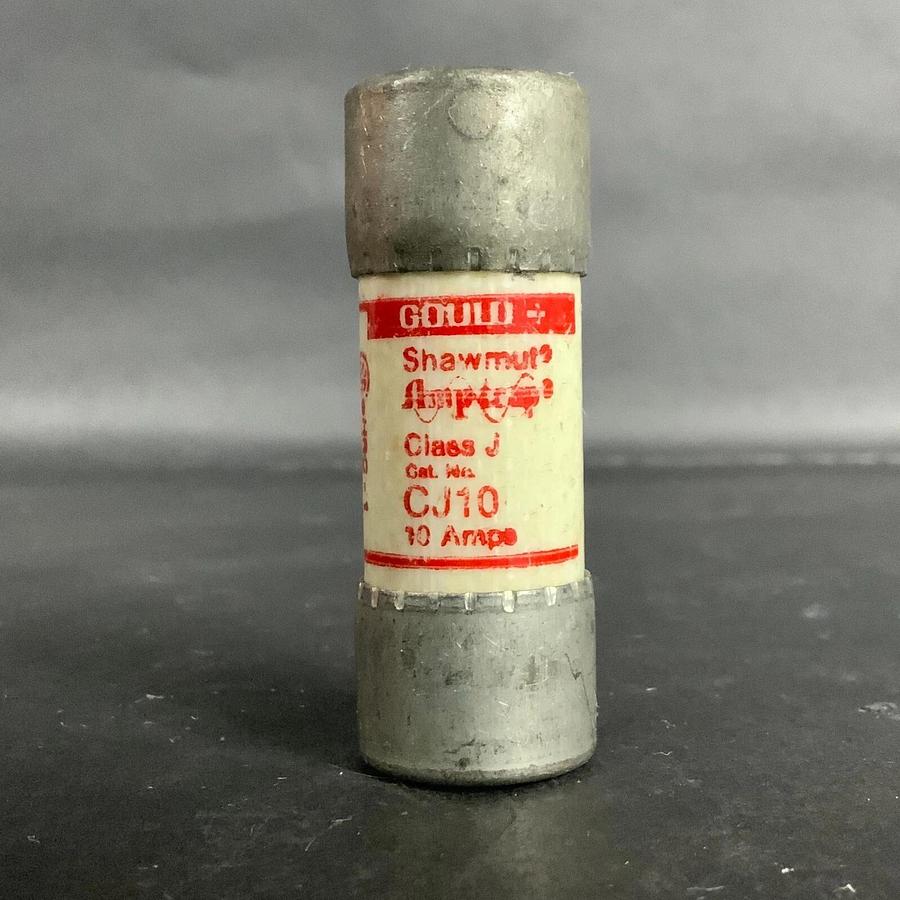 GOULD
Shawmut®
Amp-trap®
Class J
Cat. No.
CJ10
10 Amps